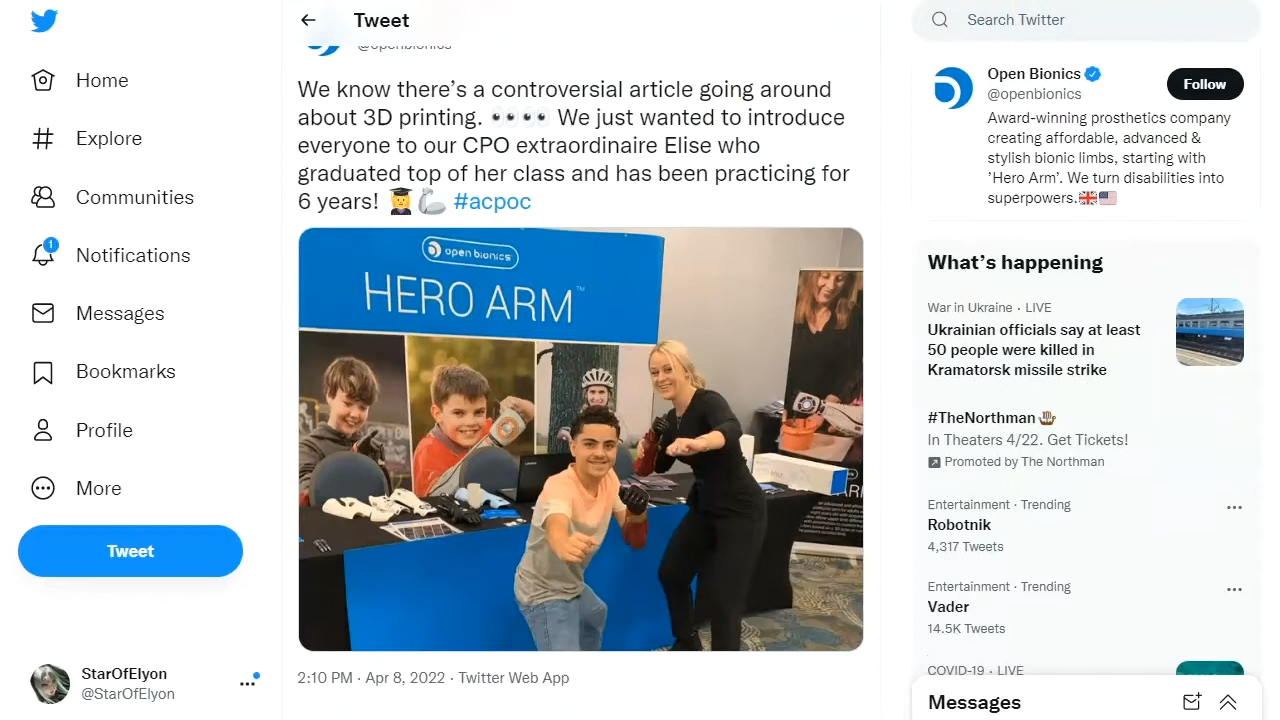 Home
Explore
Communities
1
Notifications
Messages
Bookmarks
Profile
More
Tweet
StarOfElyon
@StarOfElyon
Tweet
@openbionics
We know there's a controversial article going around
about 3D printing. 👀👀 We just wanted to introduce
everyone to our CPO extraordinaire Elise who
graduated top of her class and has been practicing for
6 years! 👩‍🎓🦾 #acpoc
open bionics
HERO ARM™
2:10 PM · Apr 8, 2022 · Twitter Web App
Search Twitter
Open Bionics
@openbionics
Follow
Award-winning prosthetics company
creating affordable, advanced &
stylish bionic limbs, starting with
'Hero Arm'. We turn disabilities into
superpowers.🇬🇧🇺🇸
What's happening
War in Ukraine · LIVE
Ukrainian officials say at least
50 people were killed in
Kramatorsk missile strike
#TheNorthman
In Theaters 4/22. Get Tickets!
Promoted by The Northman
Entertainment · Trending
Robotnik
4,317 Tweets
Entertainment · Trending
Vader
14.5K Tweets
COVID-19 · LIVE
Messages